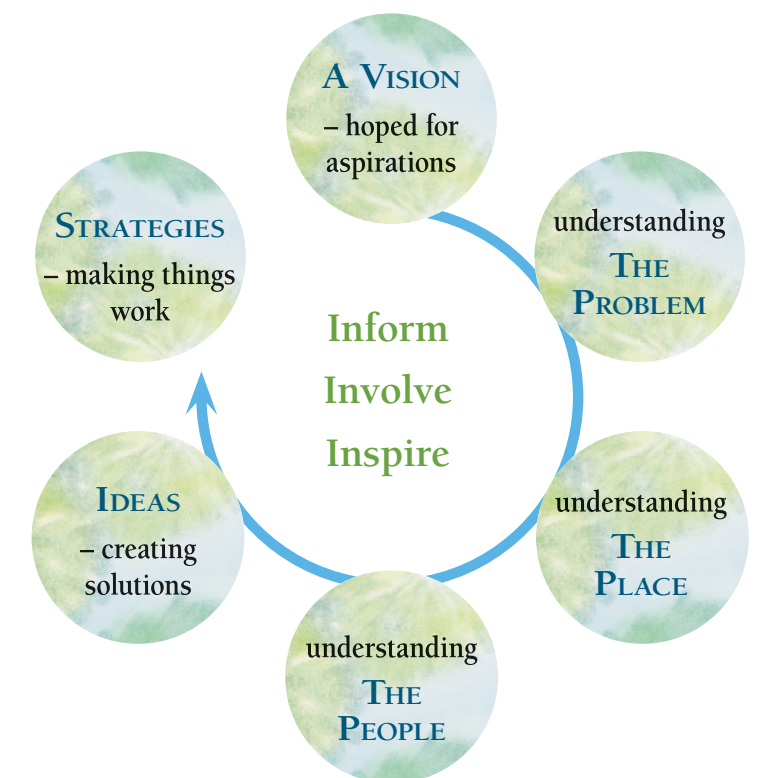 A Vision
– hoped for
aspirations
understanding
The
Problem
understanding
The
Place
understanding
The
People
Ideas
– creating
solutions
Strategies
– making things
work
Inform
Involve
Inspire